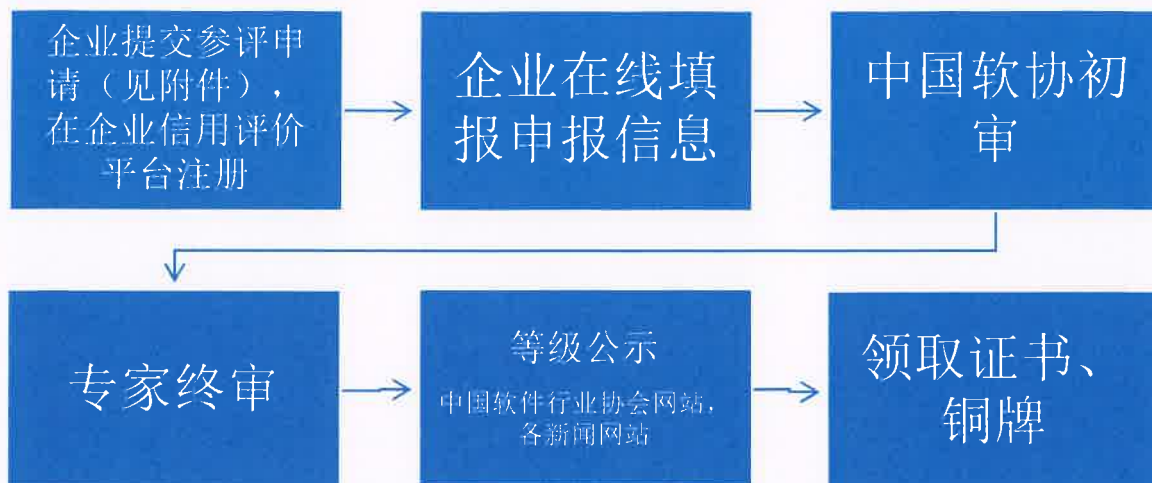 企业提交参评申
请（见附件），
在企业信用评价
平台注册
企业在线填
报申报信息
中国软协初
审
专家终审
等级公示
中国软件行业协会网站，
各新闻网站
领取证书、
铜牌